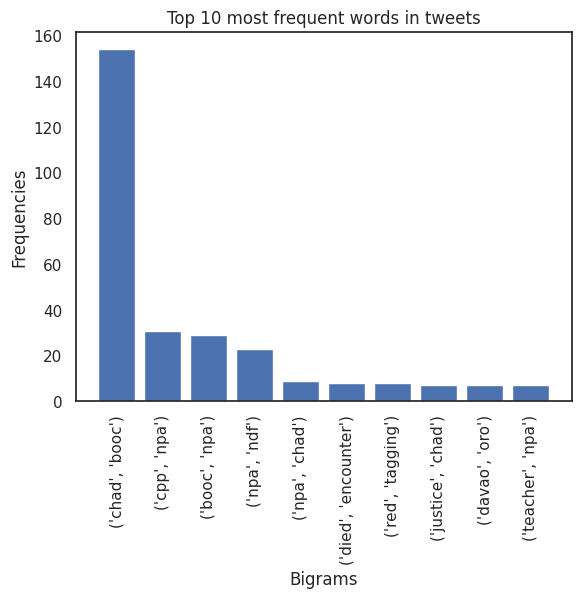 Top 10 most frequent words in tweets
Frequencies
160
140
120
100
80
60
40
20
0
('chad', 'booc')
('cpp', 'npa')
('booc', 'npa')
('npa', 'ndf')
('npa', 'chad')
('died', 'encounter')
('red', 'tagging')
('justice', 'chad')
('davao', 'oro')
('teacher', 'npa')
Bigrams